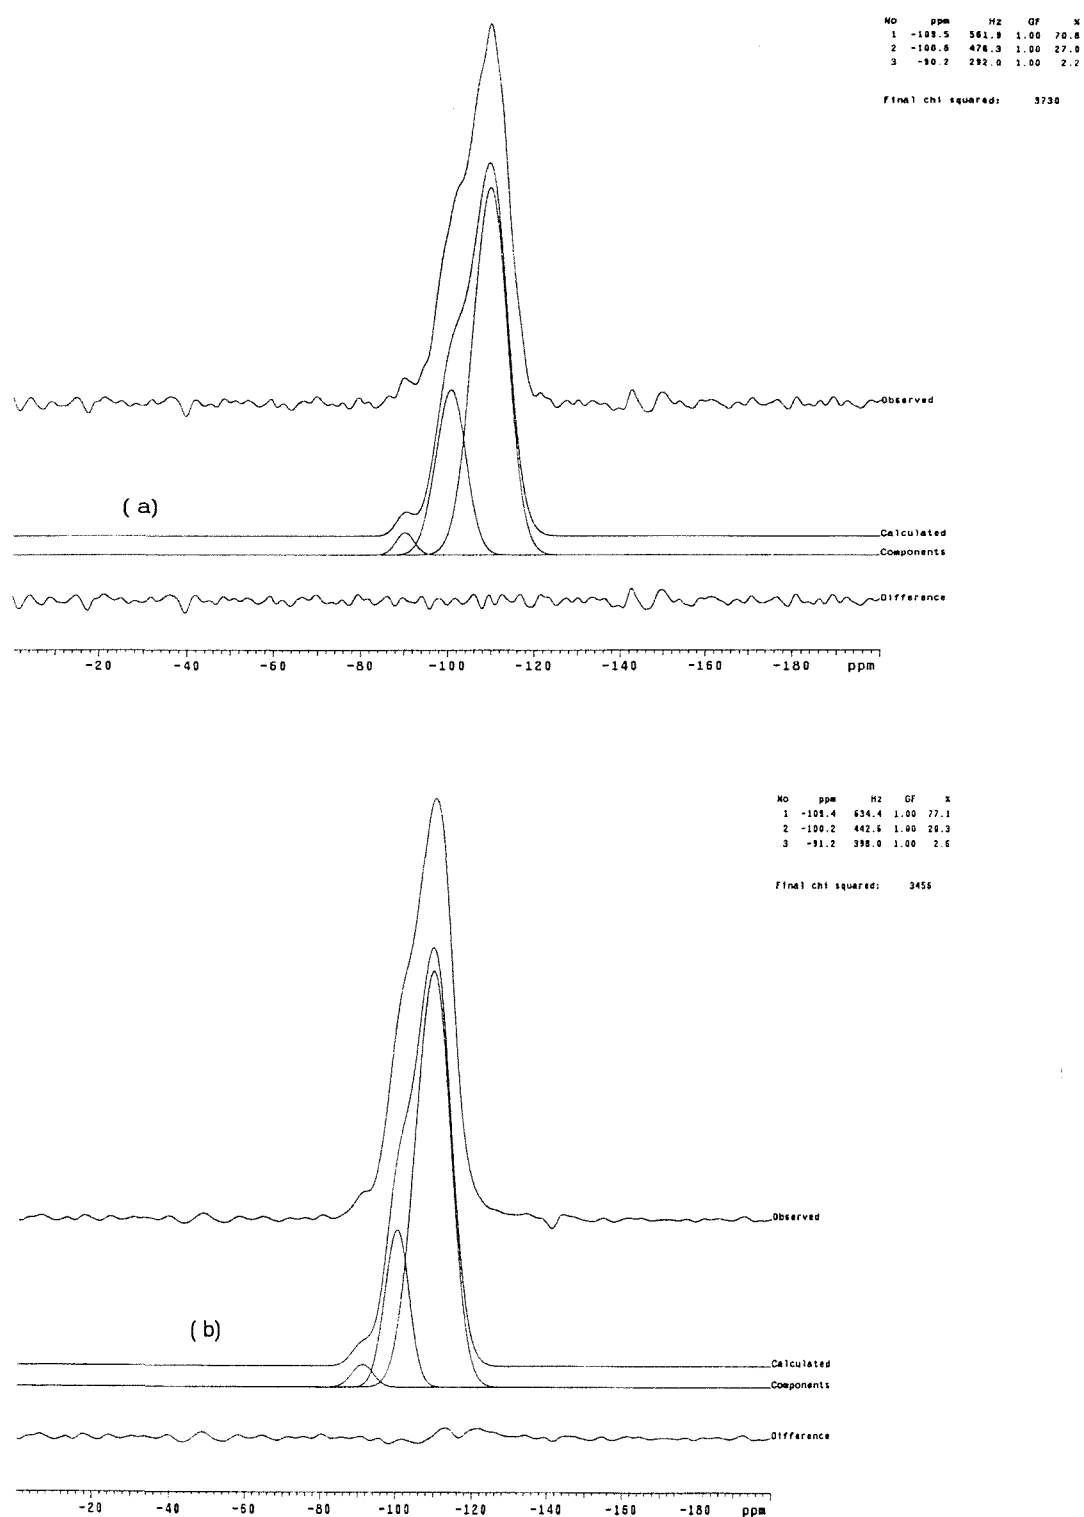 No ppm Hz GF %
1 -109.5 561.9 1.00 70.8
2 -100.6 476.3 1.00 27.0
3 -90.2 292.0 1.00 2.2
Final chi squared: 3730
Observed
(a)
Calculated
Components
Difference
-20 -40 -60 -80 -100 -120 -140 -160 -180 ppm
No ppm Hz GF %
1 -109.4 634.4 1.00 77.1
2 -100.2 442.6 1.00 20.3
3 -91.2 398.0 1.00 2.6
Final chi squared: 3456
Observed
(b)
Calculated
Components
Difference
-20 -40 -60 -80 -100 -120 -140 -160 -180 ppm